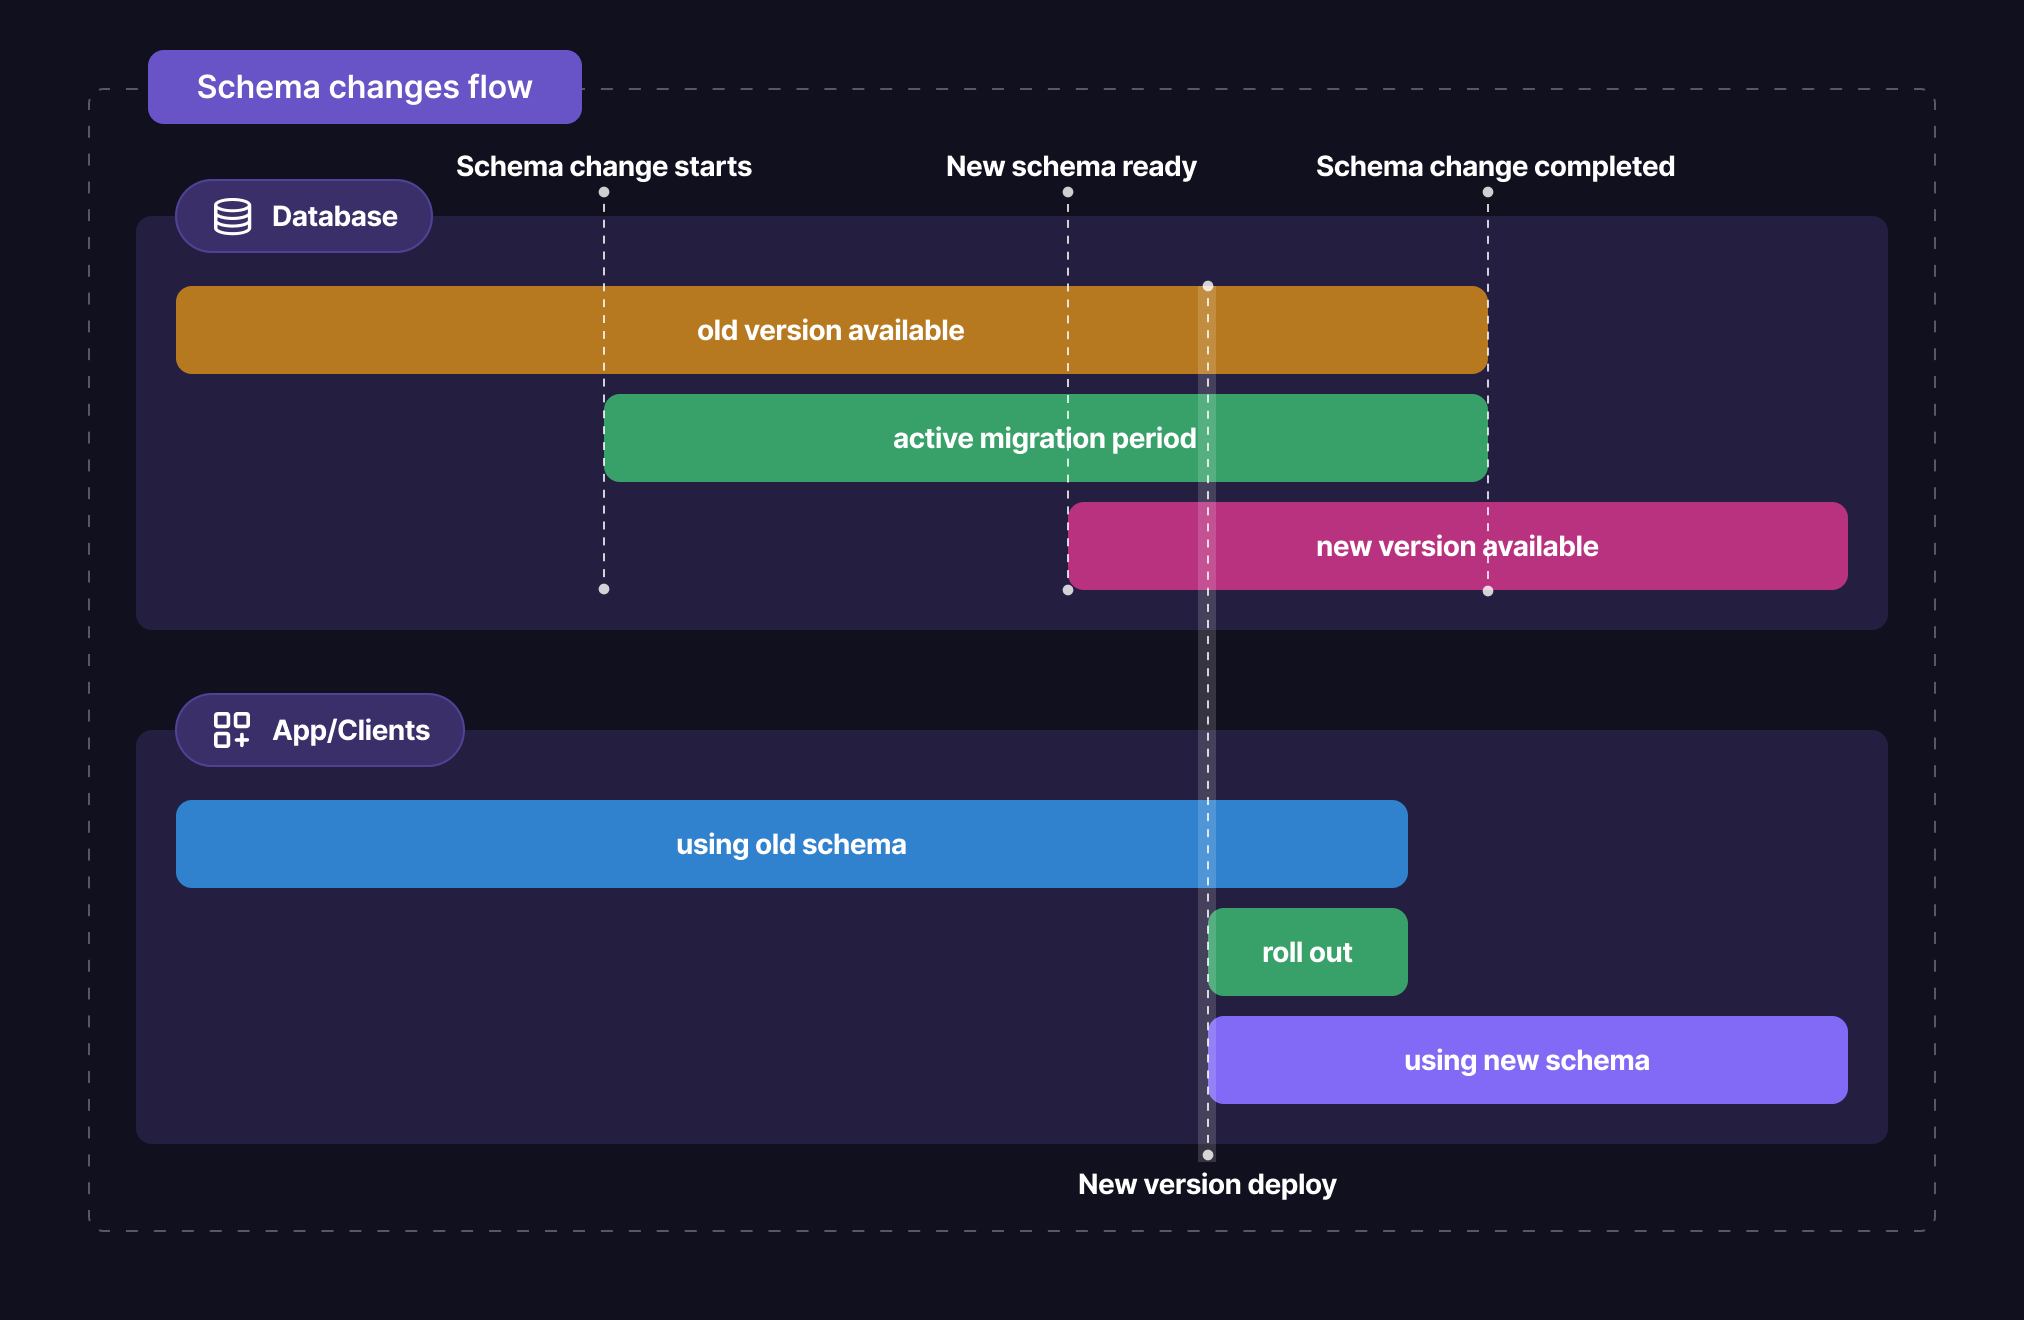 Schema changes flow
Schema change starts
New schema ready
Schema change completed
Database
old version available
active migration period
new version available
App/Clients
using old schema
roll out
using new schema
New version deploy